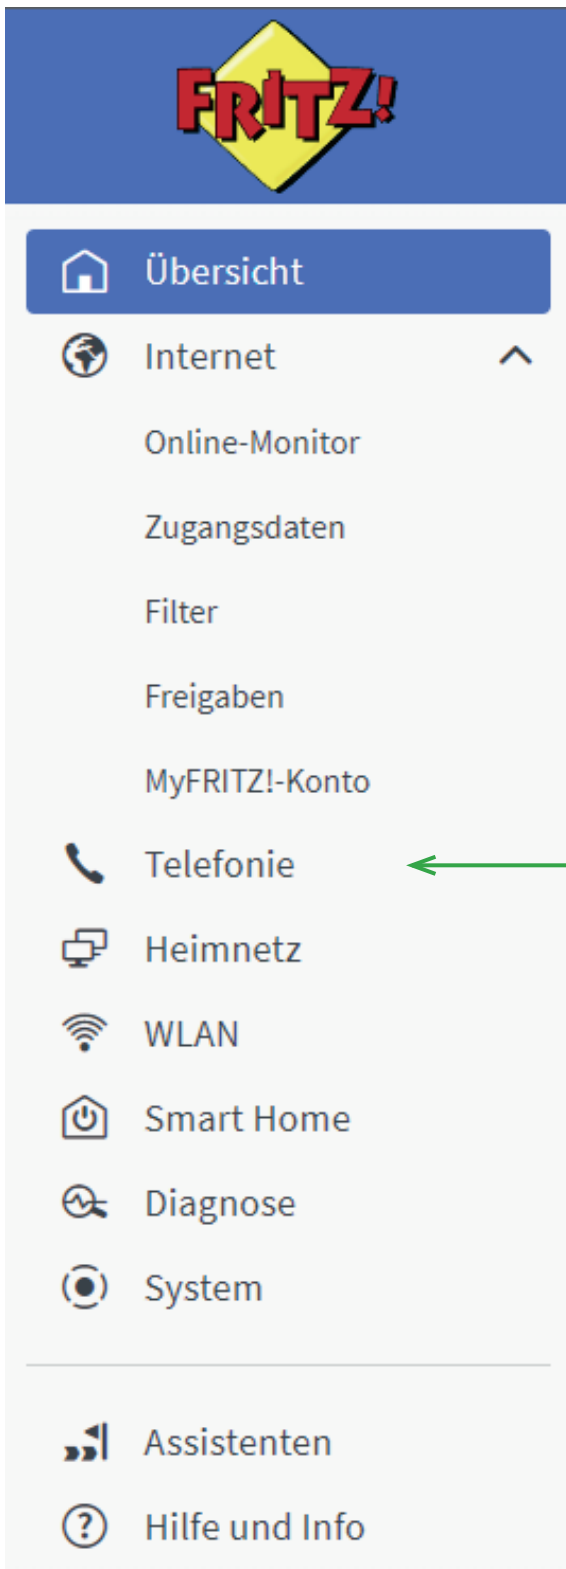 FRITZ!
Übersicht
Internet
Online-Monitor
Zugangsdaten
Filter
Freigaben
MyFRITZ!-Konto
Telefonie
Heimnetz
WLAN
Smart Home
Diagnose
System
Assistenten
Hilfe und Info